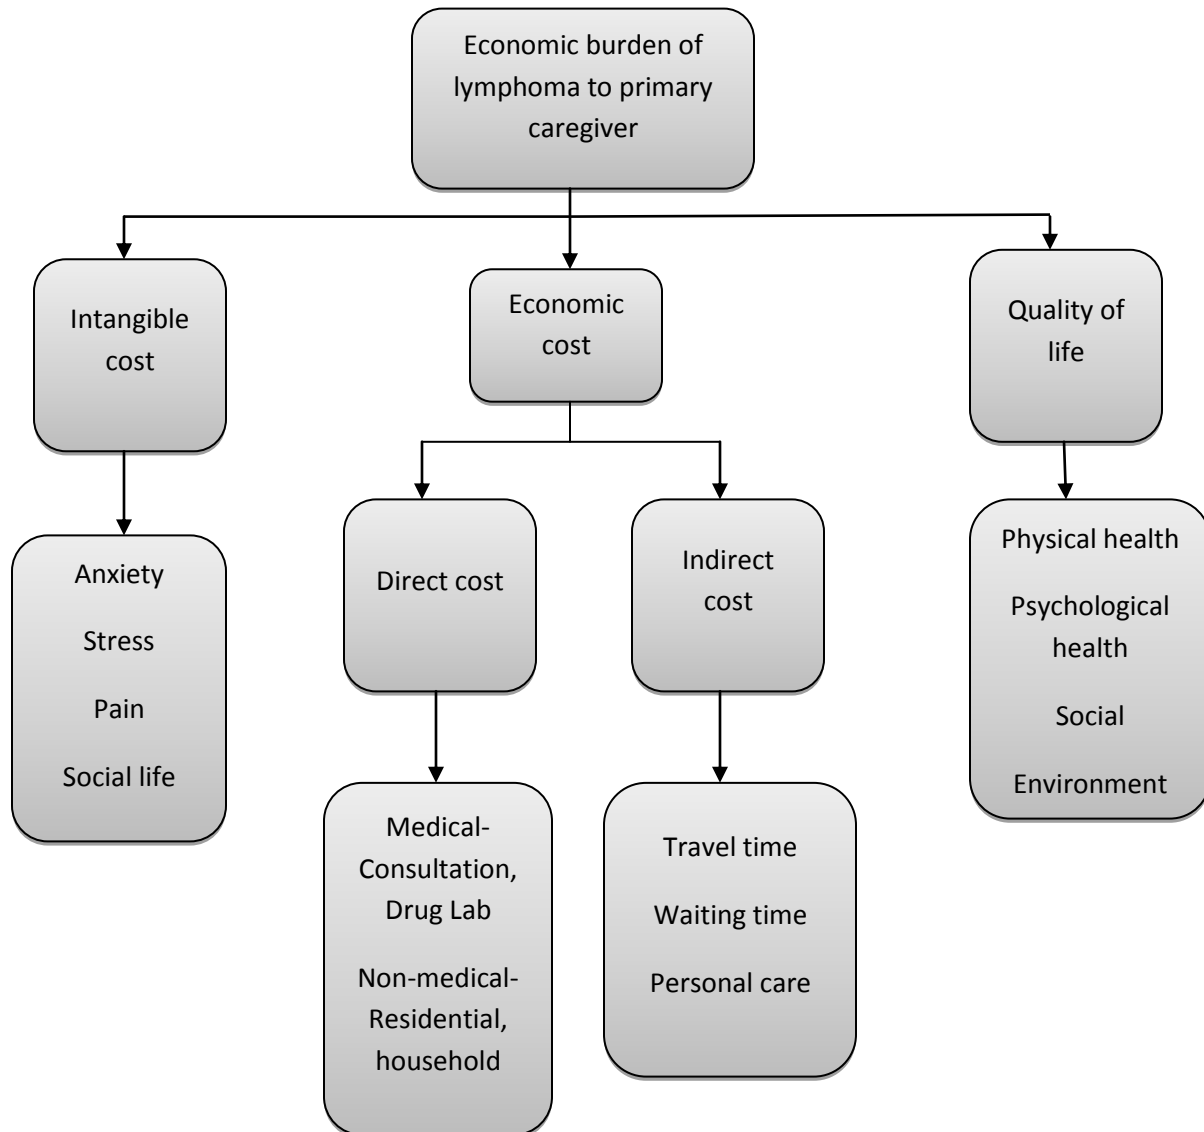 Economic burden of
lymphoma to primary
caregiver
Intangible
cost
Economic
cost
Quality of
life
Anxiety
Stress
Pain
Social life
Direct cost
Indirect
cost
Physical health
Psychological
health
Social
Environment
Medical-
Consultation,
Drug Lab
Non-medical-
Residential,
household
Travel time
Waiting time
Personal care